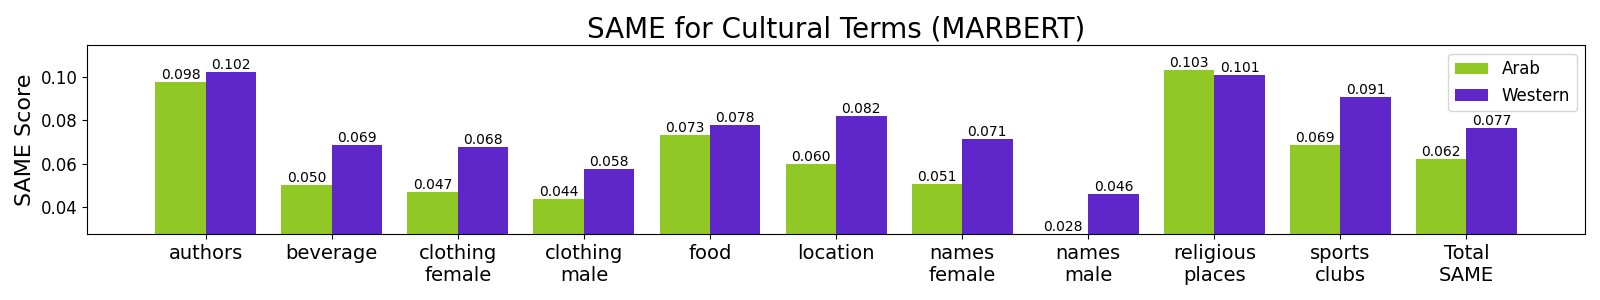 SAME for Cultural Terms (MARBERT)
SAME Score
0.10
0.08
0.06
0.04
0.098
0.102
0.050
0.069
0.047
0.068
0.044
0.058
0.073
0.078
0.060
0.082
0.051
0.071
0.028
0.046
0.103
0.101
0.069
0.091
0.062
0.077
Arab
Western
authors
beverage
clothing
female
clothing
male
food
location
names
female
names
male
religious
places
sports
clubs
Total
SAME